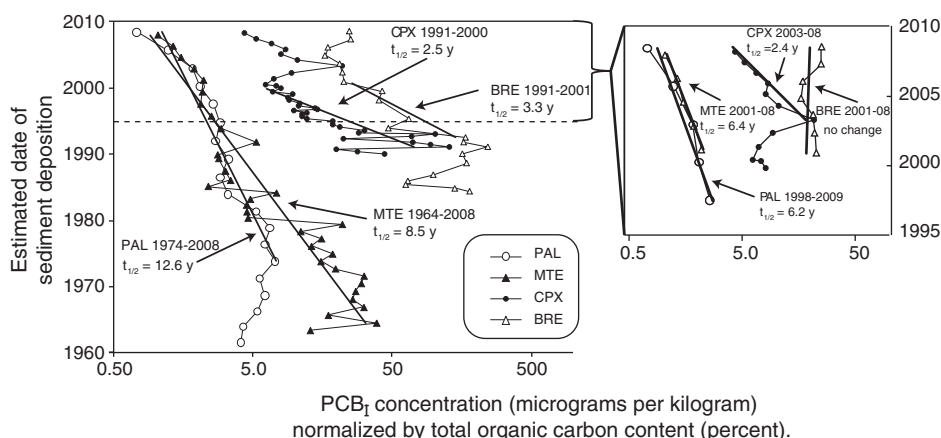 2010
2000
1990
1980
1970
1960
0.50
5.0
50
500
Estimated date of
sediment deposition
CPX 1991-2000
t1/2 = 2.5 y
BRE 1991-2001
t1/2 = 3.3 y
MTE 1964-2008
t1/2 = 8.5 y
PAL 1974-2008
t1/2 = 12.6 y
PAL
MTE
CPX
BRE
CPX 2003-08
t1/2 =2.4 y
MTE 2001-08
t1/2 = 6.4 y
BRE 2001-08
no change
PAL 1998-2009
t1/2 = 6.2 y
2010
2005
2000
1995
0.5
5.0
50
PCBI concentration (micrograms per kilogram)
normalized by total organic carbon content (percent).